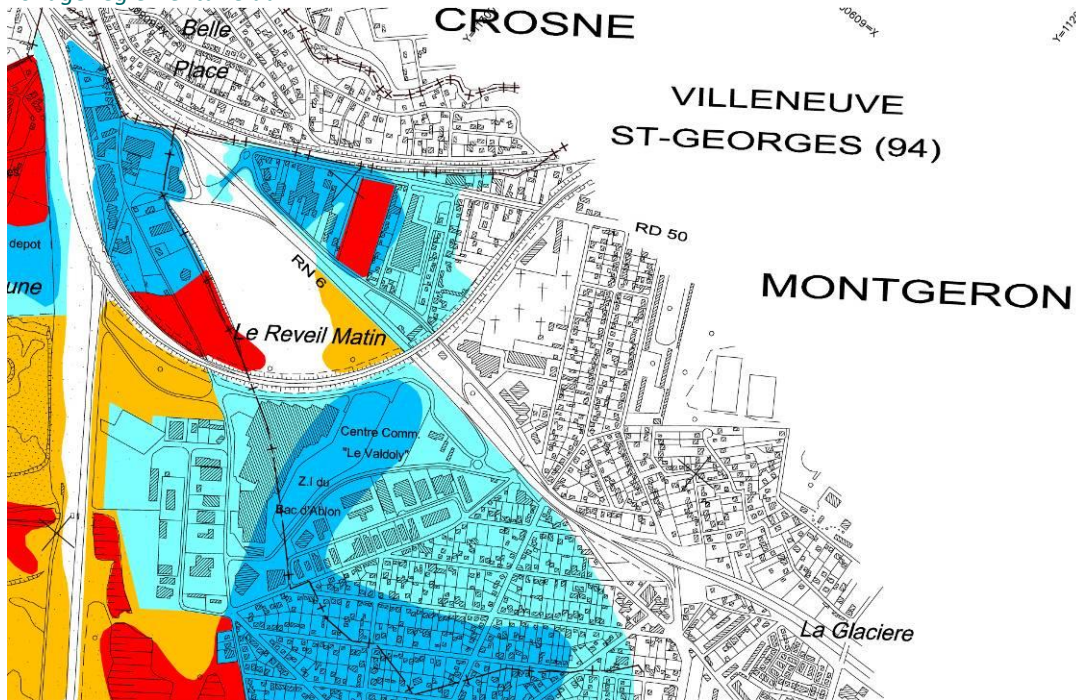 CROSNE
Belle
Place
VILLENEUVE
ST-GEORGES (94)
RD 50
depot
une
RN 6
MONTGERON
Le Reveil Matin
Centre Comm.
"Le Valdoly"
Z.I du
Bac d'Ablon
La Glaciere